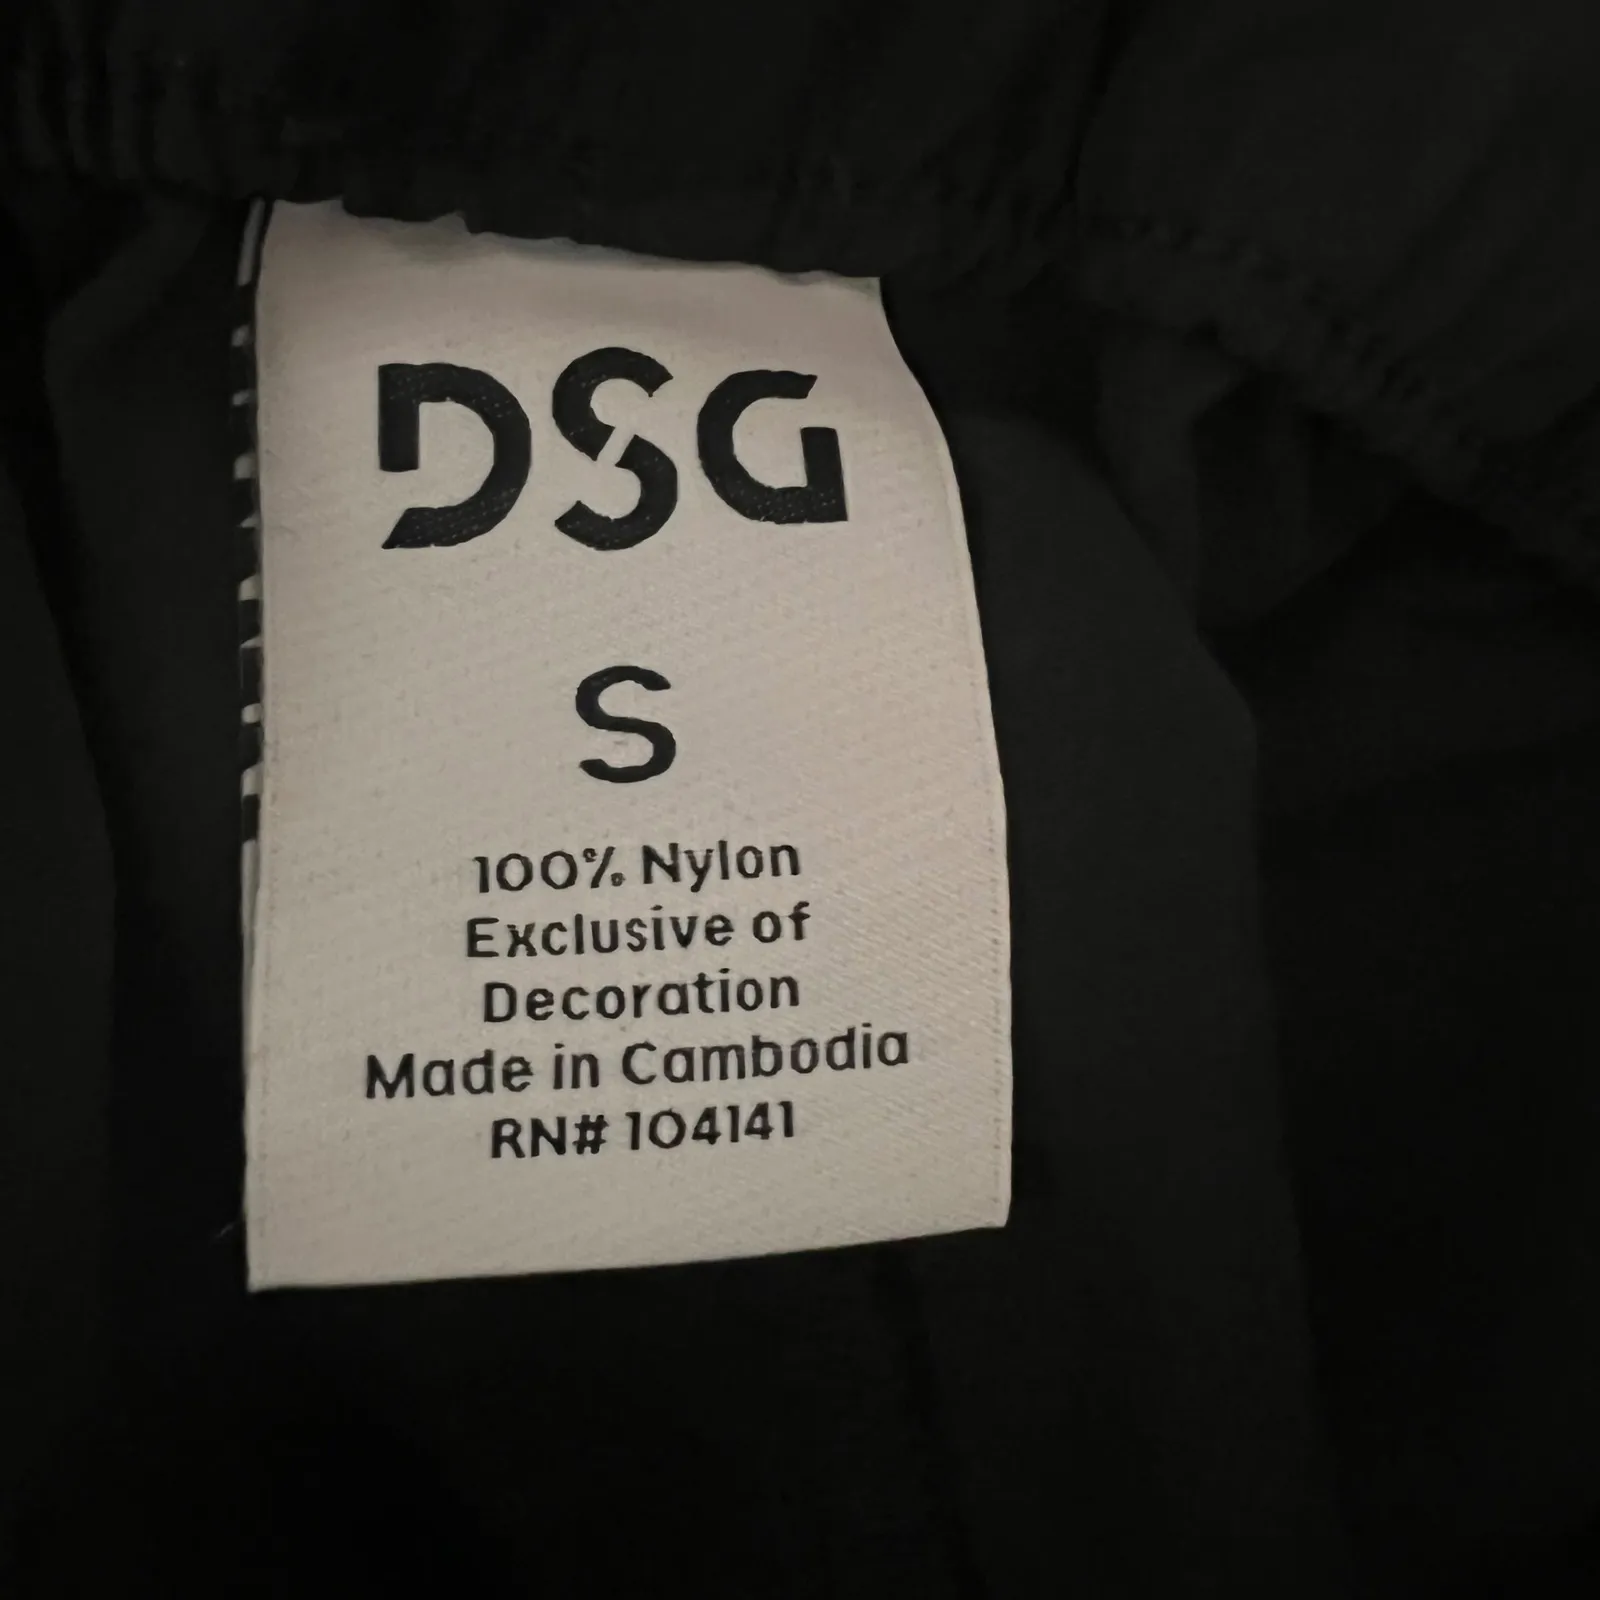 DSG
S
100% Nylon
Exclusive of
Decoration
Made in Cambodia
RN# 104141